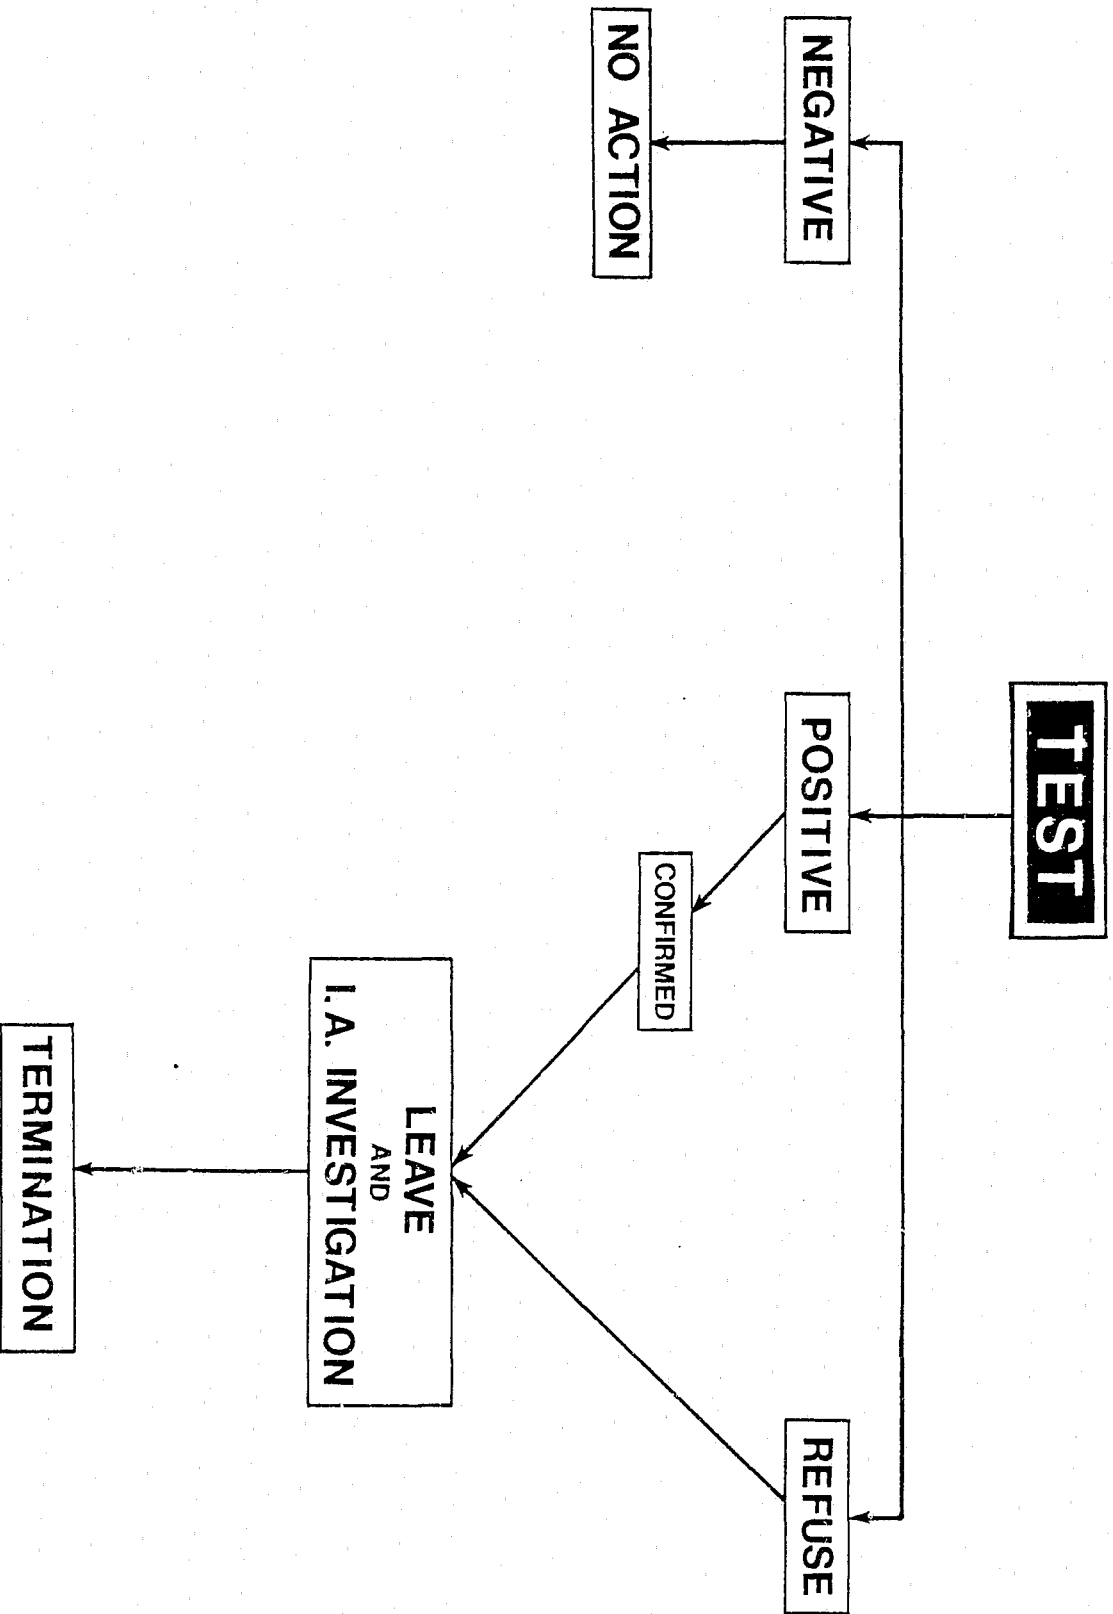 TEST
NEGATIVE
POSITIVE
REFUSE
NO ACTION
CONFIRMED
LEAVE
AND
I. A. INVESTIGATION
TERMINATION